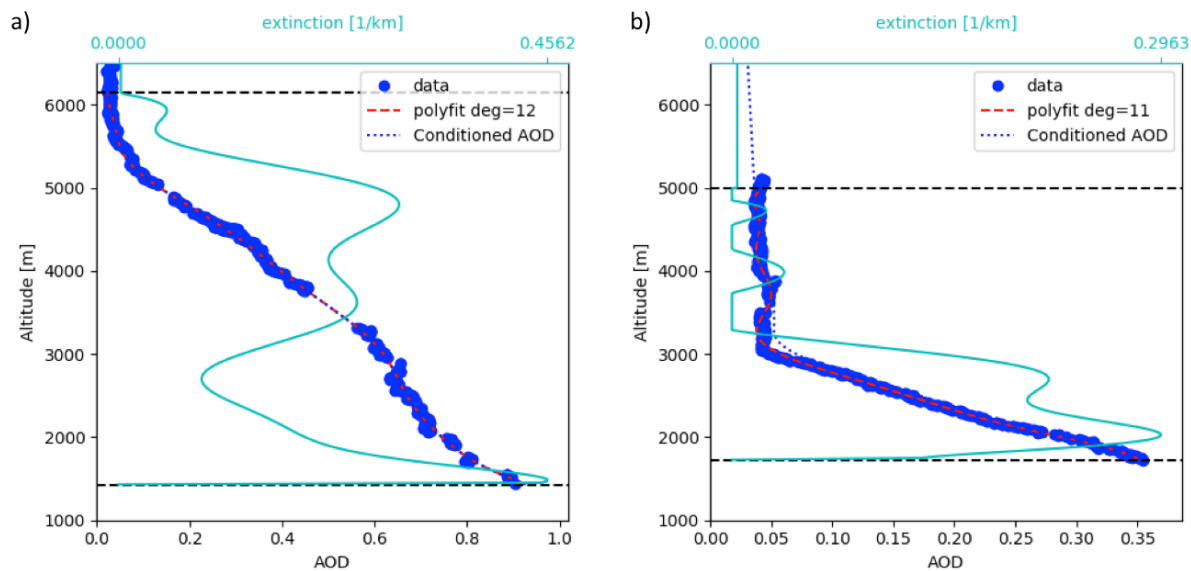 a)
extinction [1/km]
0.0000 0.4562
data
polyfit deg=12
Conditioned AOD
6000
5000
4000
3000
2000
1000
Altitude [m]
0.0 0.2 0.4 0.6 0.8 1.0
AOD
b)
extinction [1/km]
0.0000 0.2963
data
polyfit deg=11
Conditioned AOD
6000
5000
4000
3000
2000
1000
Altitude [m]
0.00 0.05 0.10 0.15 0.20 0.25 0.30 0.35
AOD